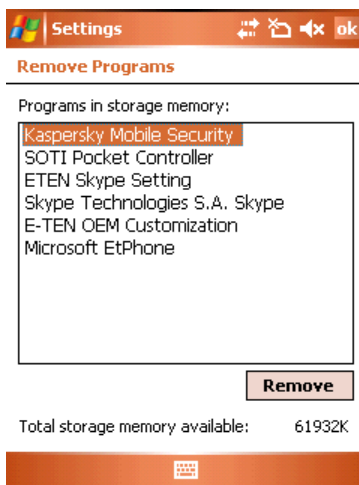 Settings
ok
Remove Programs
Programs in storage memory:
Kaspersky Mobile Security
SOTI Pocket Controller
ETEN Skype Setting
Skype Technologies S.A. Skype
E-TEN OEM Customization
Microsoft EtPhone
Remove
Total storage memory available: 61932K